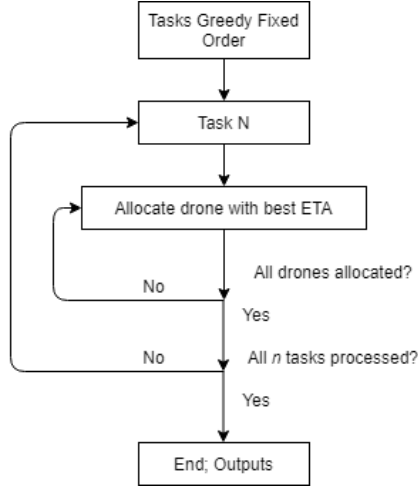 Tasks Greedy Fixed
Order
Task N
Allocate drone with best ETA
All drones allocated?
No
Yes
No
All n tasks processed?
Yes
End; Outputs